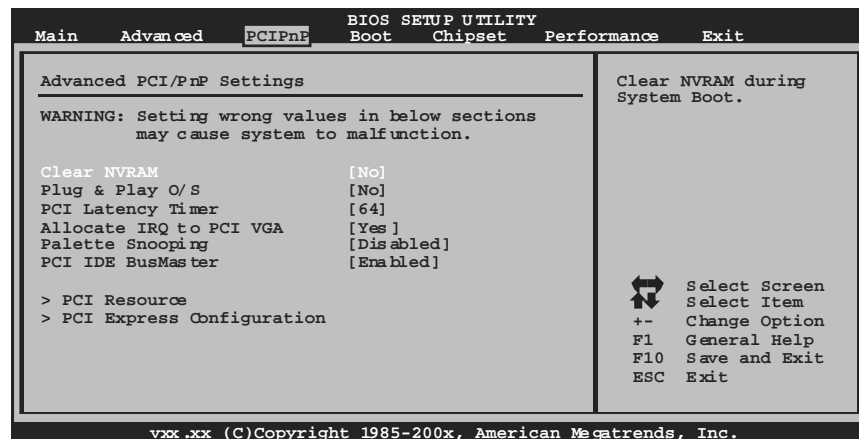 BIOS SETUP UTILITY
Main Advanced PCIPnP Boot Chipset Performance Exit
Advanced PCI/PnP Settings
WARNING: Setting wrong values in below sections
may cause system to malfunction.
Clear NVRAM [No]
Plug & Play O/S [No]
PCI Latency Timer [64]
Allocate IRQ to PCI VGA [Yes]
Palette Snooping [Disabled]
PCI IDE BusMaster [Enabled]
> PCI Resource
> PCI Express Configuration
Clear NVRAM during
System Boot.
Select Screen
Select Item
+- Change Option
F1 General Help
F10 Save and Exit
ESC Exit
vxx.xx (C)Copyright 1985-200x, American Megatrends, Inc.